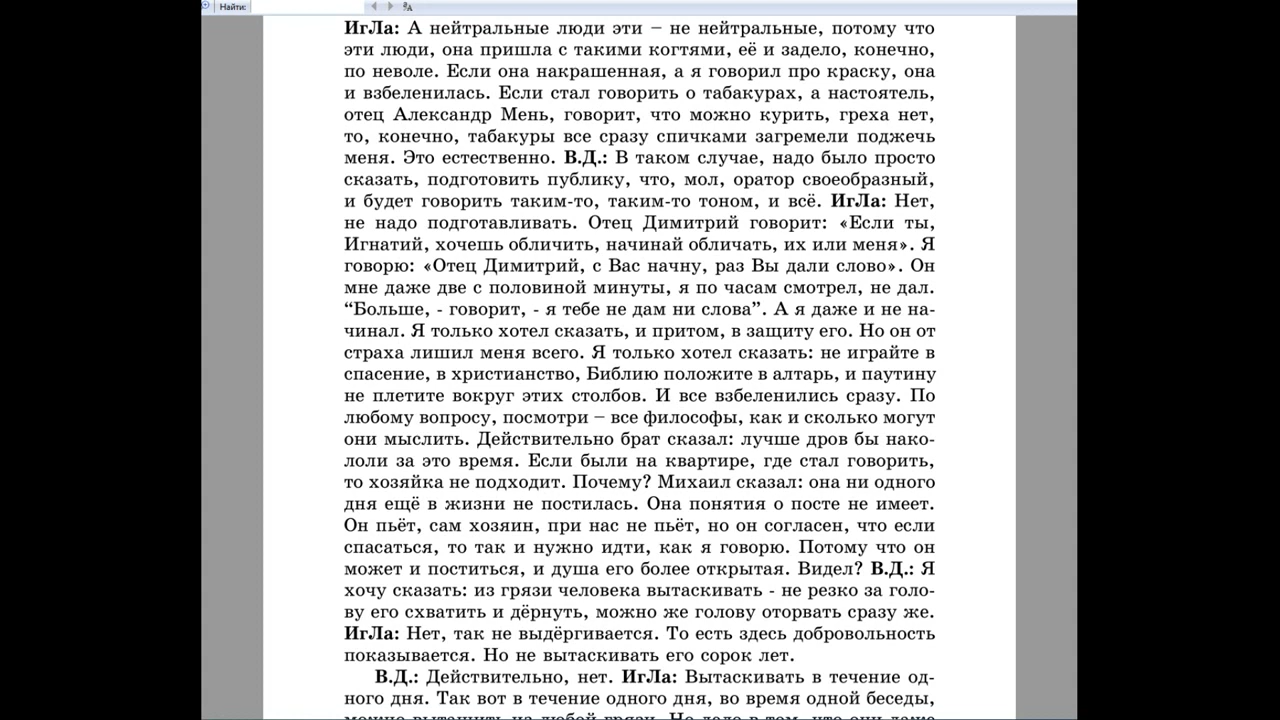 Найти:
ИгЛа: А нейтральные люди эти – не нейтральные, потому что
эти люди, она пришла с такими когтями, её и задело, конечно,
по неволе. Если она накрашенная, а я говорил про краску, она
и взбеленилась. Если стал говорить о табакурах, а настоятель,
отец Александр Мень, говорит, что можно курить, греха нет,
то, конечно, табакуры все сразу спичками загремели поджечь
меня. Это естественно. В.Д.: В таком случае, надо было просто
сказать, подготовить публику, что, мол, оратор своеобразный,
и будет говорить таким-то, таким-то тоном, и всё. ИгЛа: Нет,
не надо подготавливать. Отец Димитрий говорит: «Если ты,
Игнатий, хочешь обличить, начинай обличать, их или меня». Я
говорю: «Отец Димитрий, с Вас начну, раз Вы дали слово». Он
мне даже две с половиной минуты, я по часам смотрел, не дал.
“Больше, - говорит, - я тебе не дам ни слова”. А я даже и не на-
чинал. Я только хотел сказать, и притом, в защиту его. Но он от
страха лишил меня всего. Я только хотел сказать: не играйте в
спасение, в христианство, Библию положите в алтарь, и паутину
не плетите вокруг этих столбов. И все взбеленились сразу. По
любому вопросу, посмотри – все философы, как и сколько могут
они мыслить. Действительно брат сказал: лучше дров бы нако-
лоли за это время. Если были на квартире, где стал говорить,
то хозяйка не подходит. Почему? Михаил сказал: она ни одного
дня ещё в жизни не постилась. Она понятия о посте не имеет.
Он пьёт, сам хозяин, при нас не пьёт, но он согласен, что если
спасаться, то так и нужно идти, как я говорю. Потому что он
может и поститься, и душа его более открытая. Видел? В.Д.: Я
хочу сказать: из грязи человека вытаскивать - не резко за голо-
ву его схватить и дёрнуть, можно же голову оторвать сразу же.
ИгЛа: Нет, так не выдёргивается. То есть здесь добровольность
показывается. Но не вытаскивать его сорок лет.
В.Д.: Действительно, нет. ИгЛа: Вытаскивать в течение од-
ного дня. Так вот в течение одного дня, во время одной беседы,
можно вытащить из любой грязи. Но дело в том, что они даже